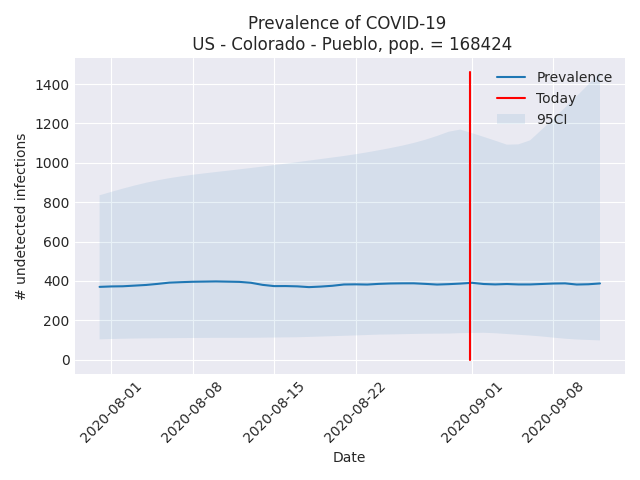 Prevalence of COVID-19
US - Colorado - Pueblo, pop. = 168424
Prevalence
Today
95CI
# undetected infections
1400
1200
1000
800
600
400
200
0
2020-08-01
2020-08-08
2020-08-15
2020-08-22
2020-09-01
2020-09-08
Date